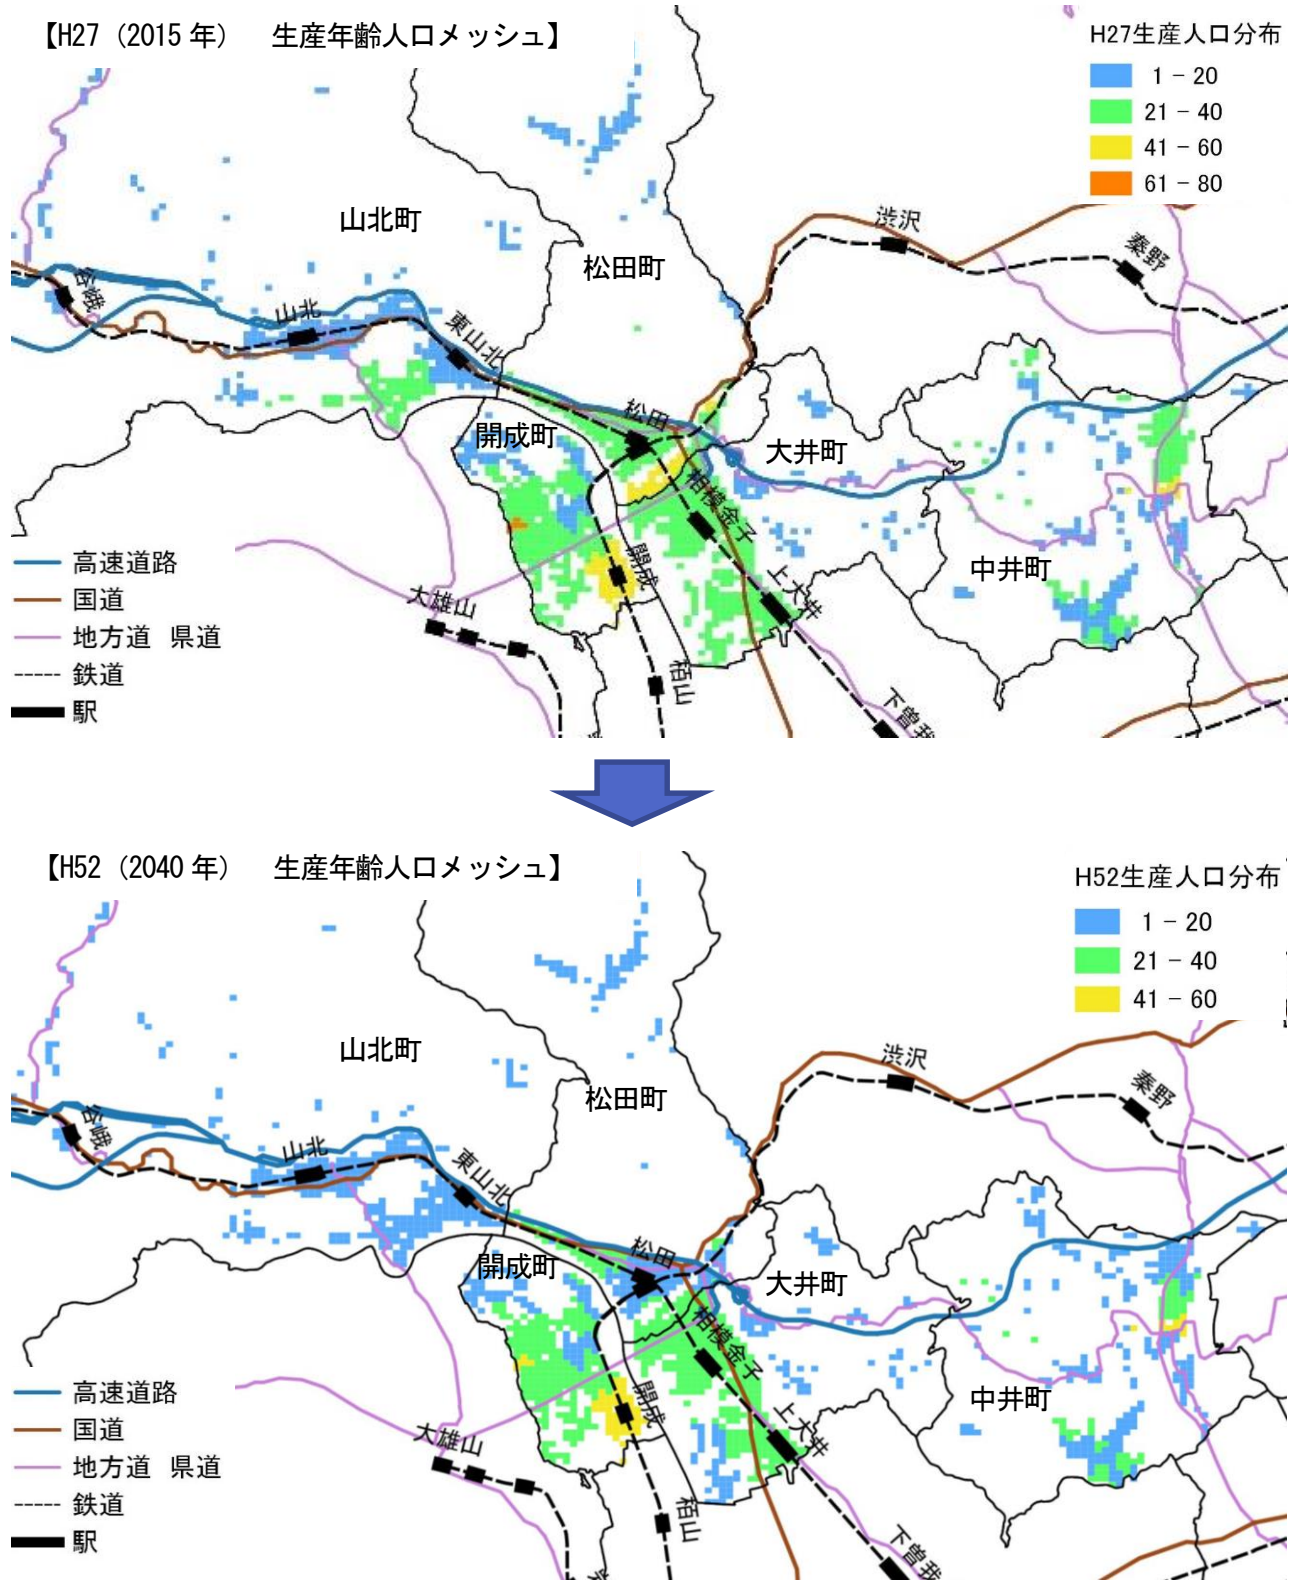 【H27（2015年）　生産年齢人口メッシュ】
H27生産人口分布
1 － 20
21 － 40
41 － 60
61 － 80
渋沢
秦野
山北町
松田町
谷峨
山北
東山北
松田
開成町
大井町
相模金子
開成
中井町
上大井
大雄山
栢山
下曽我
高速道路
国道
地方道　県道
鉄道
駅
【H52（2040年）　生産年齢人口メッシュ】
H52生産人口分布
1 － 20
21 － 40
41 － 60
渋沢
秦野
山北町
松田町
谷峨
山北
東山北
松田
開成町
大井町
相模金子
開成
中井町
上大井
大雄山
栢山
下曽我
高速道路
国道
地方道　県道
鉄道
駅